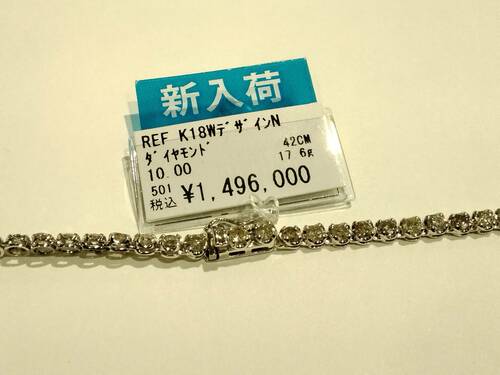 新入荷
REF K18WデザインN
ダイヤモンド 42CM
10.00 17.6g
501
税込 ¥1,496,000